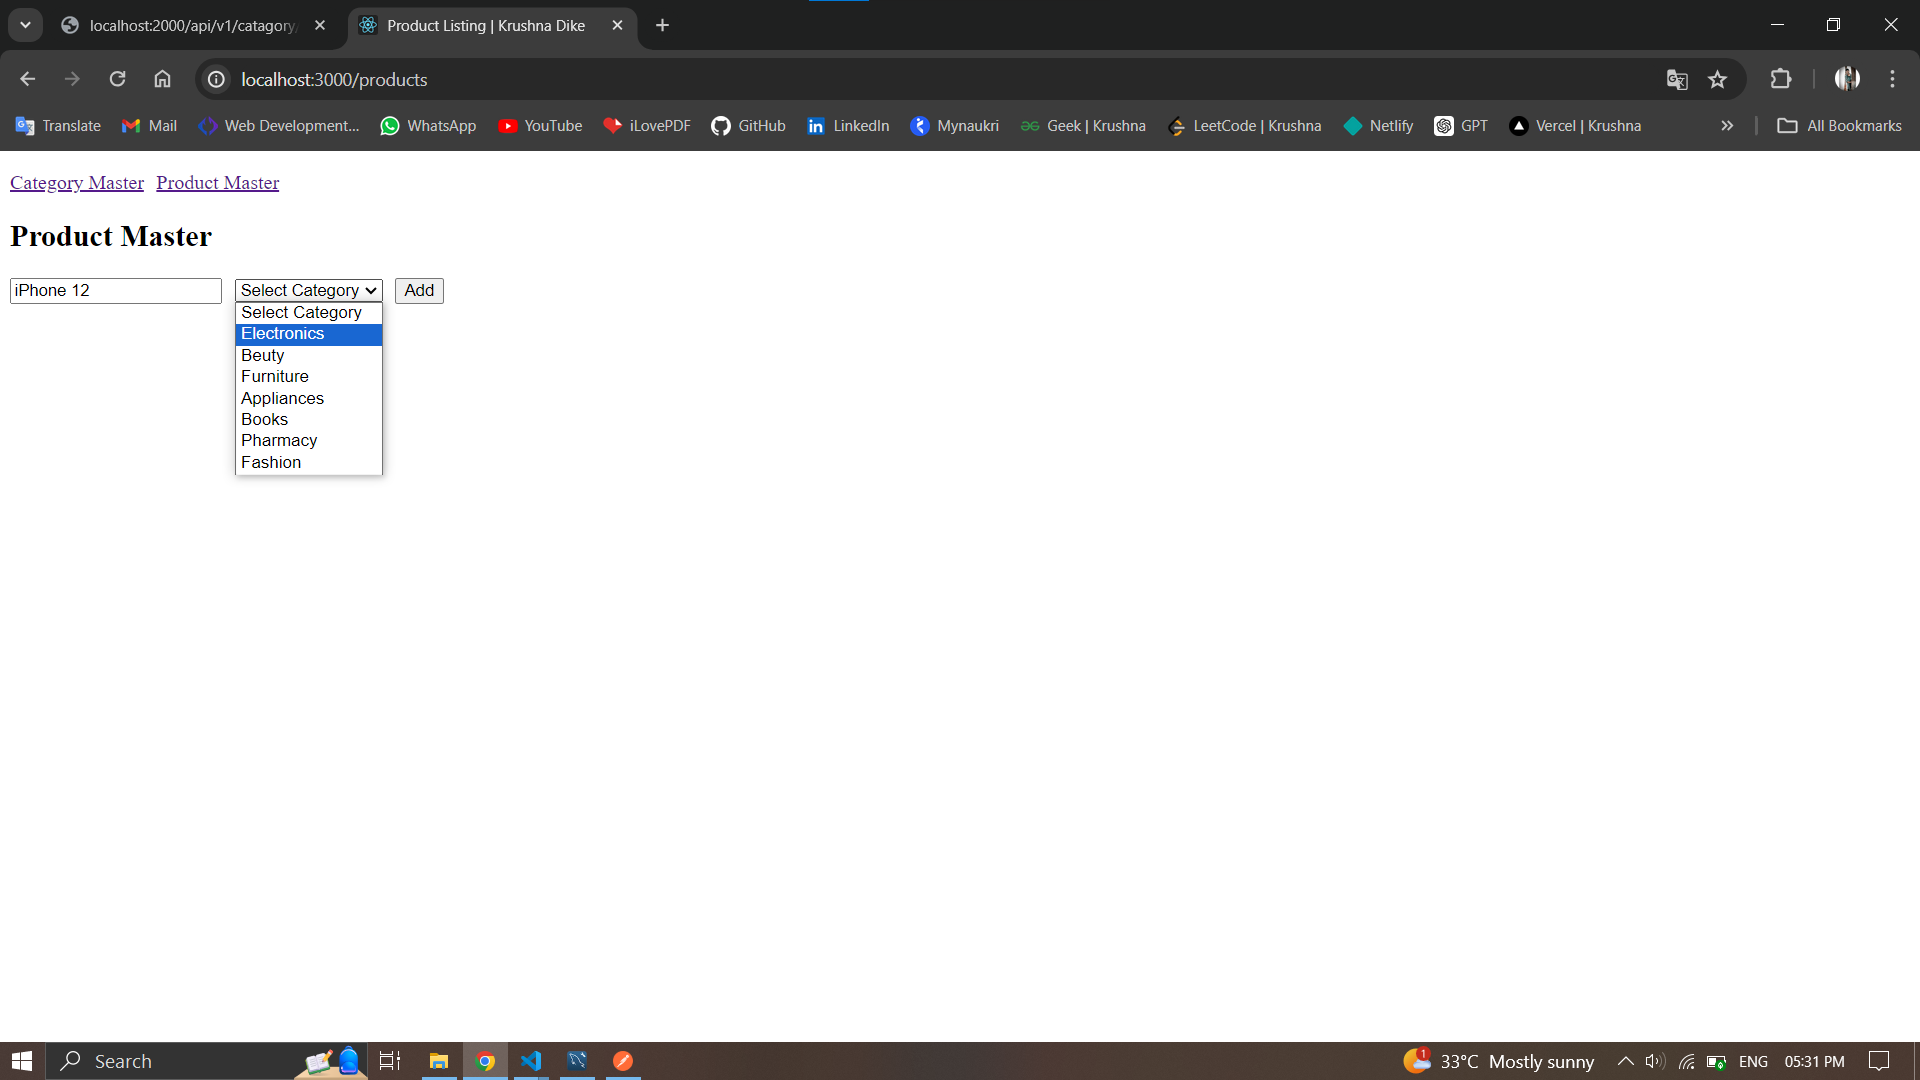 localhost:2000/api/v1/catagory/
Product Listing | Krushna Dike
localhost:3000/products
Translate Mail Web Development... WhatsApp YouTube iLovePDF GitHub LinkedIn Mynaukri Geek | Krushna LeetCode | Krushna Netlify GPT Vercel | Krushna All Bookmarks
Category Master Product Master
Product Master
iPhone 12 Select Category Add
Select Category
Electronics
Beuty
Furniture
Appliances
Books
Pharmacy
Fashion
Search 1 33°C Mostly sunny ENG 05:31 PM